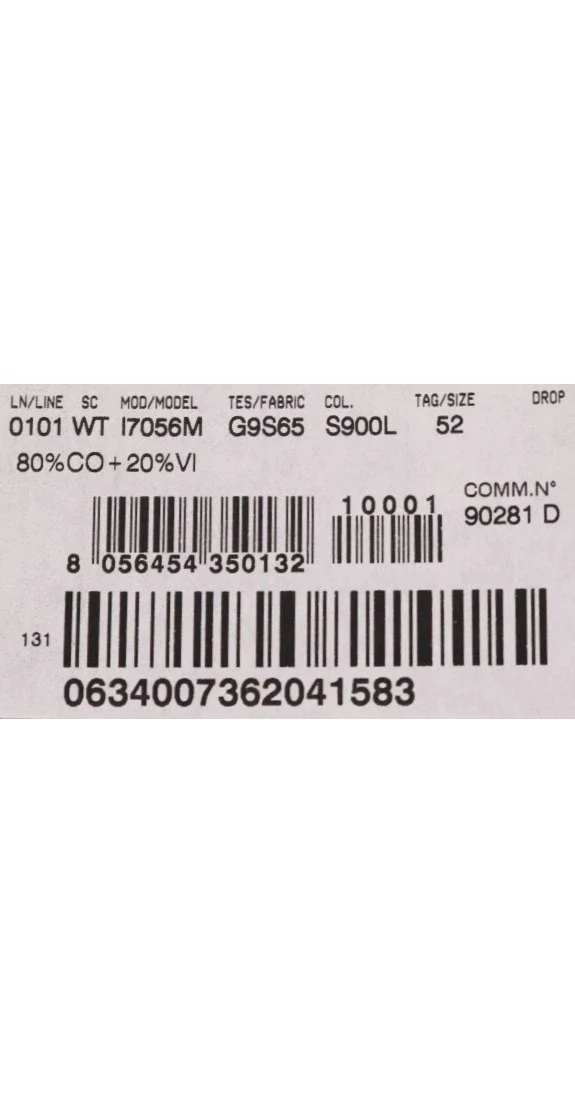 LN/LINE SC MOD/MODEL TES/FABRIC COL. TAG/SIZE DROP
0101 WT I7056M G9S65 S900L 52
80%CO+20%VI
COMM.N°
10001
90281 D
8 056454 350132
131
0634007362041583